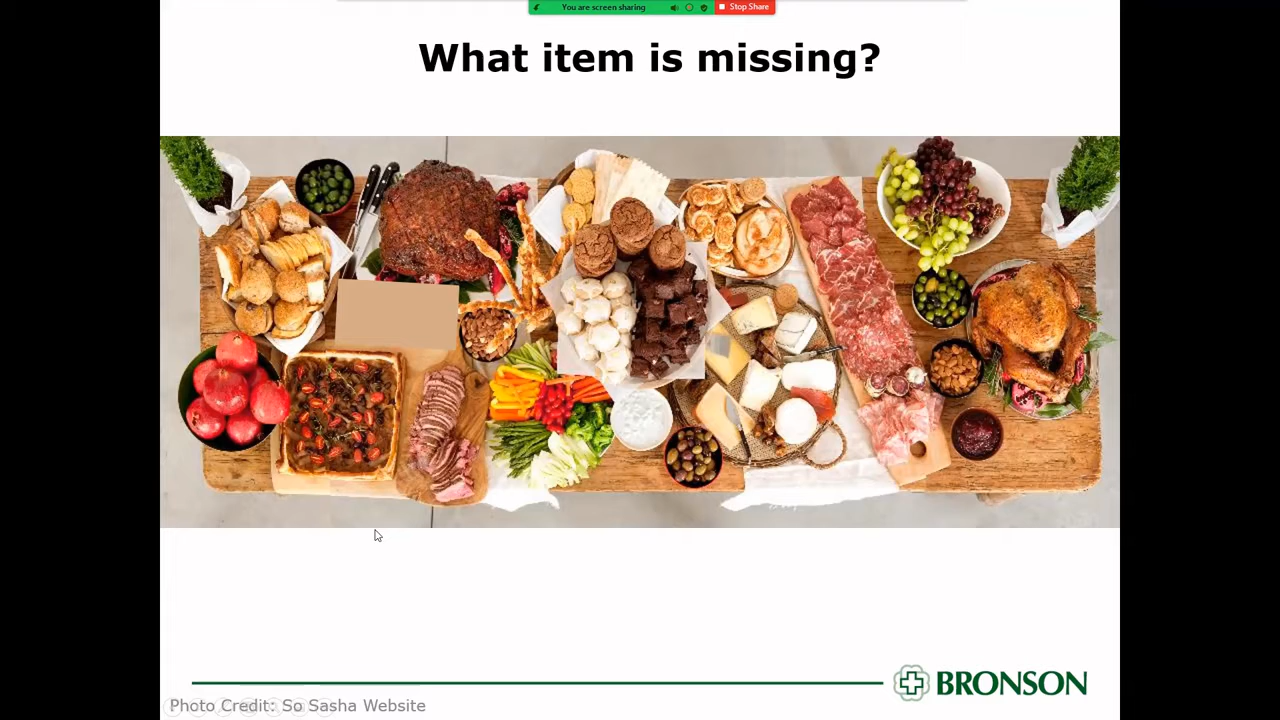 You are screen sharing
Stop Share
What item is missing?
BRONSON
Photo Credit: So Sasha Website